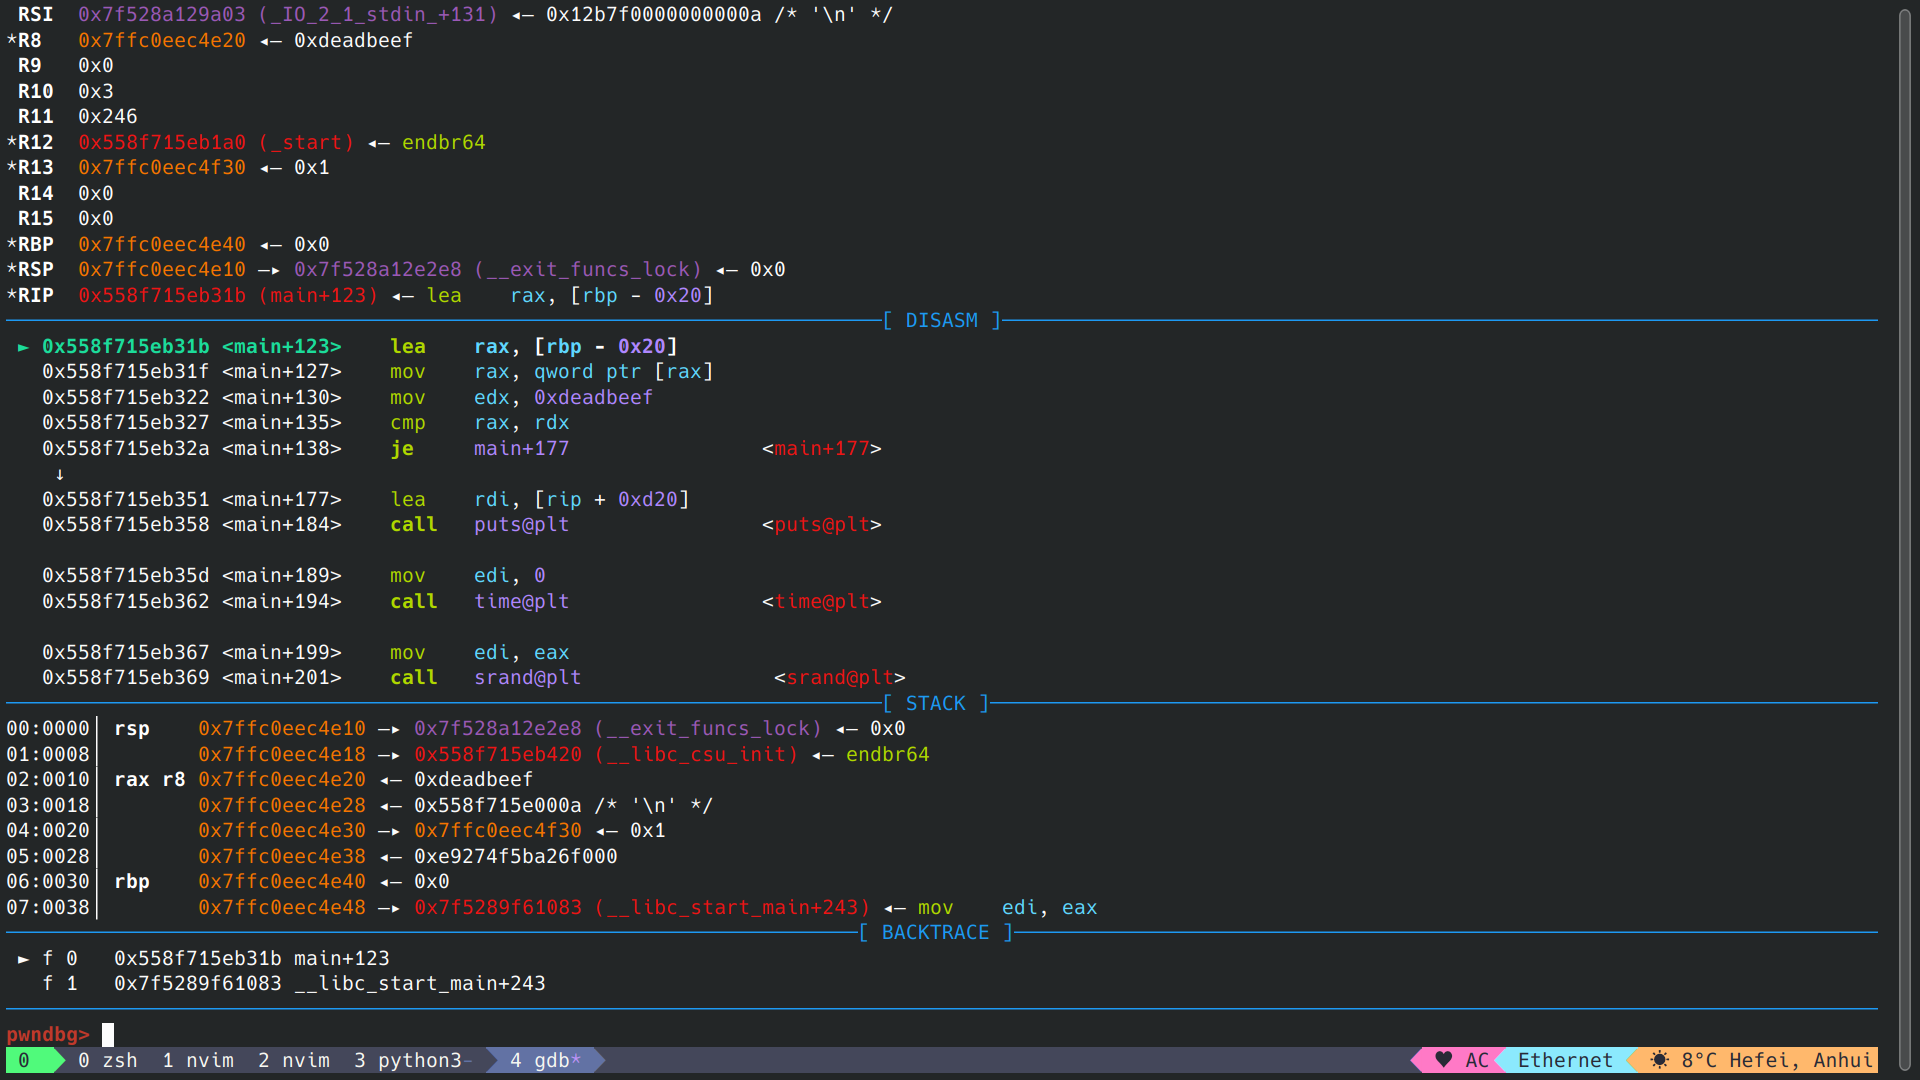 RSI  0x7f528a129a03 (_IO_2_1_stdin_+131) ◂— 0x12b7f0000000000a /* '\n' */
*R8   0x7ffc0eec4e20 ◂— 0xdeadbeef
 R9   0x0
 R10  0x3
 R11  0x246
*R12  0x558f715eb1a0 (_start) ◂— endbr64
*R13  0x7ffc0eec4f30 ◂— 0x1
 R14  0x0
 R15  0x0
*RBP  0x7ffc0eec4e40 ◂— 0x0
*RSP  0x7ffc0eec4e10 —▸ 0x7f528a12e2e8 (__exit_funcs_lock) ◂— 0x0
*RIP  0x558f715eb31b (main+123) ◂— lea    rax, [rbp - 0x20]
[ DISASM ]
 ► 0x558f715eb31b <main+123>    lea    rax, [rbp - 0x20]
   0x558f715eb31f <main+127>    mov    rax, qword ptr [rax]
   0x558f715eb322 <main+130>    mov    edx, 0xdeadbeef
   0x558f715eb327 <main+135>    cmp    rax, rdx
   0x558f715eb32a <main+138>    je     main+177                <main+177>
    ↓
   0x558f715eb351 <main+177>    lea    rdi, [rip + 0xd20]
   0x558f715eb358 <main+184>    call   puts@plt                <puts@plt>
   0x558f715eb35d <main+189>    mov    edi, 0
   0x558f715eb362 <main+194>    call   time@plt                <time@plt>
   0x558f715eb367 <main+199>    mov    edi, eax
   0x558f715eb369 <main+201>    call   srand@plt                <srand@plt>
[ STACK ]
00:0000│ rsp    0x7ffc0eec4e10 —▸ 0x7f528a12e2e8 (__exit_funcs_lock) ◂— 0x0
01:0008│        0x7ffc0eec4e18 —▸ 0x558f715eb420 (__libc_csu_init) ◂— endbr64
02:0010│ rax r8 0x7ffc0eec4e20 ◂— 0xdeadbeef
03:0018│        0x7ffc0eec4e28 ◂— 0x558f715e000a /* '\n' */
04:0020│        0x7ffc0eec4e30 —▸ 0x7ffc0eec4f30 ◂— 0x1
05:0028│        0x7ffc0eec4e38 ◂— 0xe9274f5ba26f000
06:0030│ rbp    0x7ffc0eec4e40 ◂— 0x0
07:0038│        0x7ffc0eec4e48 —▸ 0x7f5289f61083 (__libc_start_main+243) ◂— mov    edi, eax
[ BACKTRACE ]
 ► f 0   0x558f715eb31b main+123
   f 1   0x7f5289f61083 __libc_start_main+243
pwndbg>
0  0 zsh  1 nvim  2 nvim  3 python3-  4 gdb*  ♥ AC  Ethernet  ☀ 8°C Hefei, Anhui